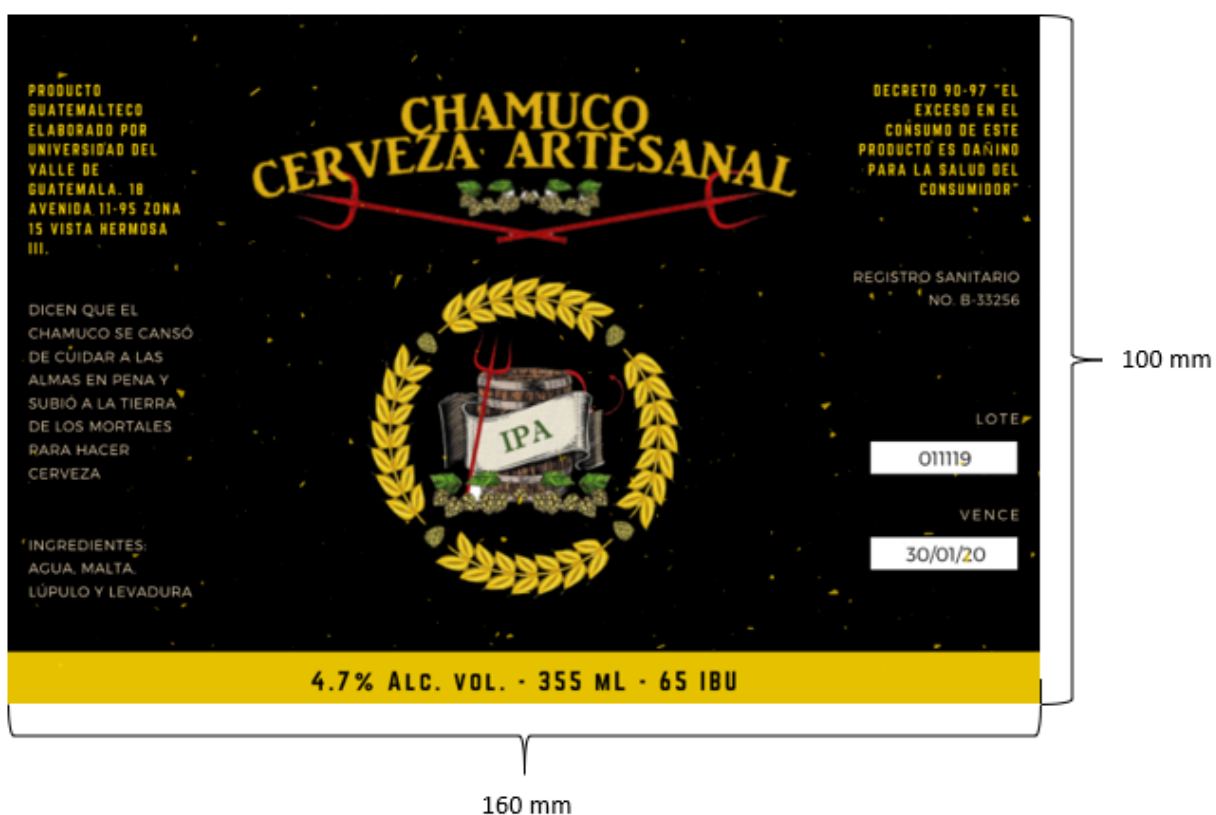 PRODUCTO
GUATEMALTECO
ELABORADO POR
UNIVERSIDAD DEL
VALLE DE
GUATEMALA. 18
AVENIDA 11-95 ZONA
15 VISTA HERMOSA
III.
DICEN QUE EL
CHAMUCO SE CANSÓ
DE CUIDAR A LAS
ALMAS EN PENA Y
SUBIÓ A LA TIERRA
DE LOS MORTALES
RARA HACER
CERVEZA
INGREDIENTES:
AGUA, MALTA,
LÚPULO Y LEVADURA
CHAMUCO
CERVEZA ARTESANAL
IPA
DECRETO 90-97 "EL
EXCESO EN EL
CONSUMO DE ESTE
PRODUCTO ES DAÑINO
PARA LA SALUD DEL
CONSUMIDOR"
REGISTRO SANITARIO
NO. B-33256
LOTE
011119
VENCE
30/01/20
4.7% ALC. VOL. - 355 ML - 65 IBU
100 mm
160 mm